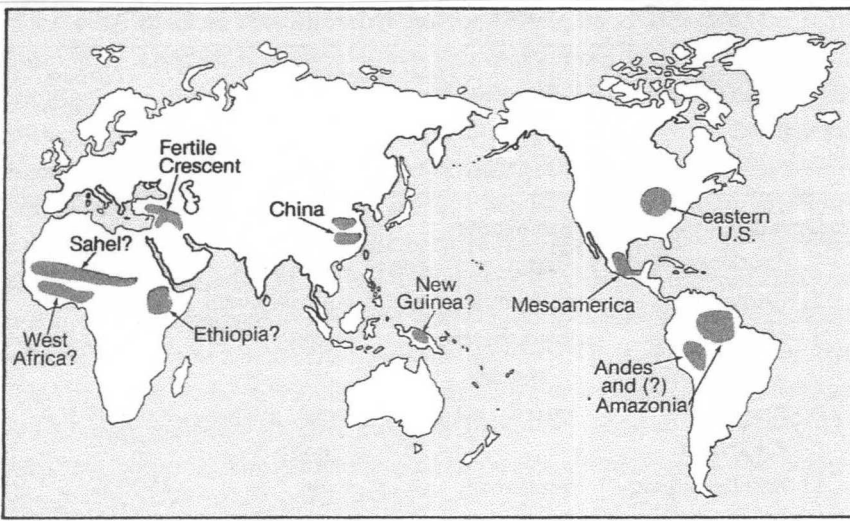 Fertile
Crescent
China
Sahel?
West
Africa?
Ethiopia?
New
Guinea?
eastern
U.S.
Mesoamerica
Andes
and (?)
Amazonia